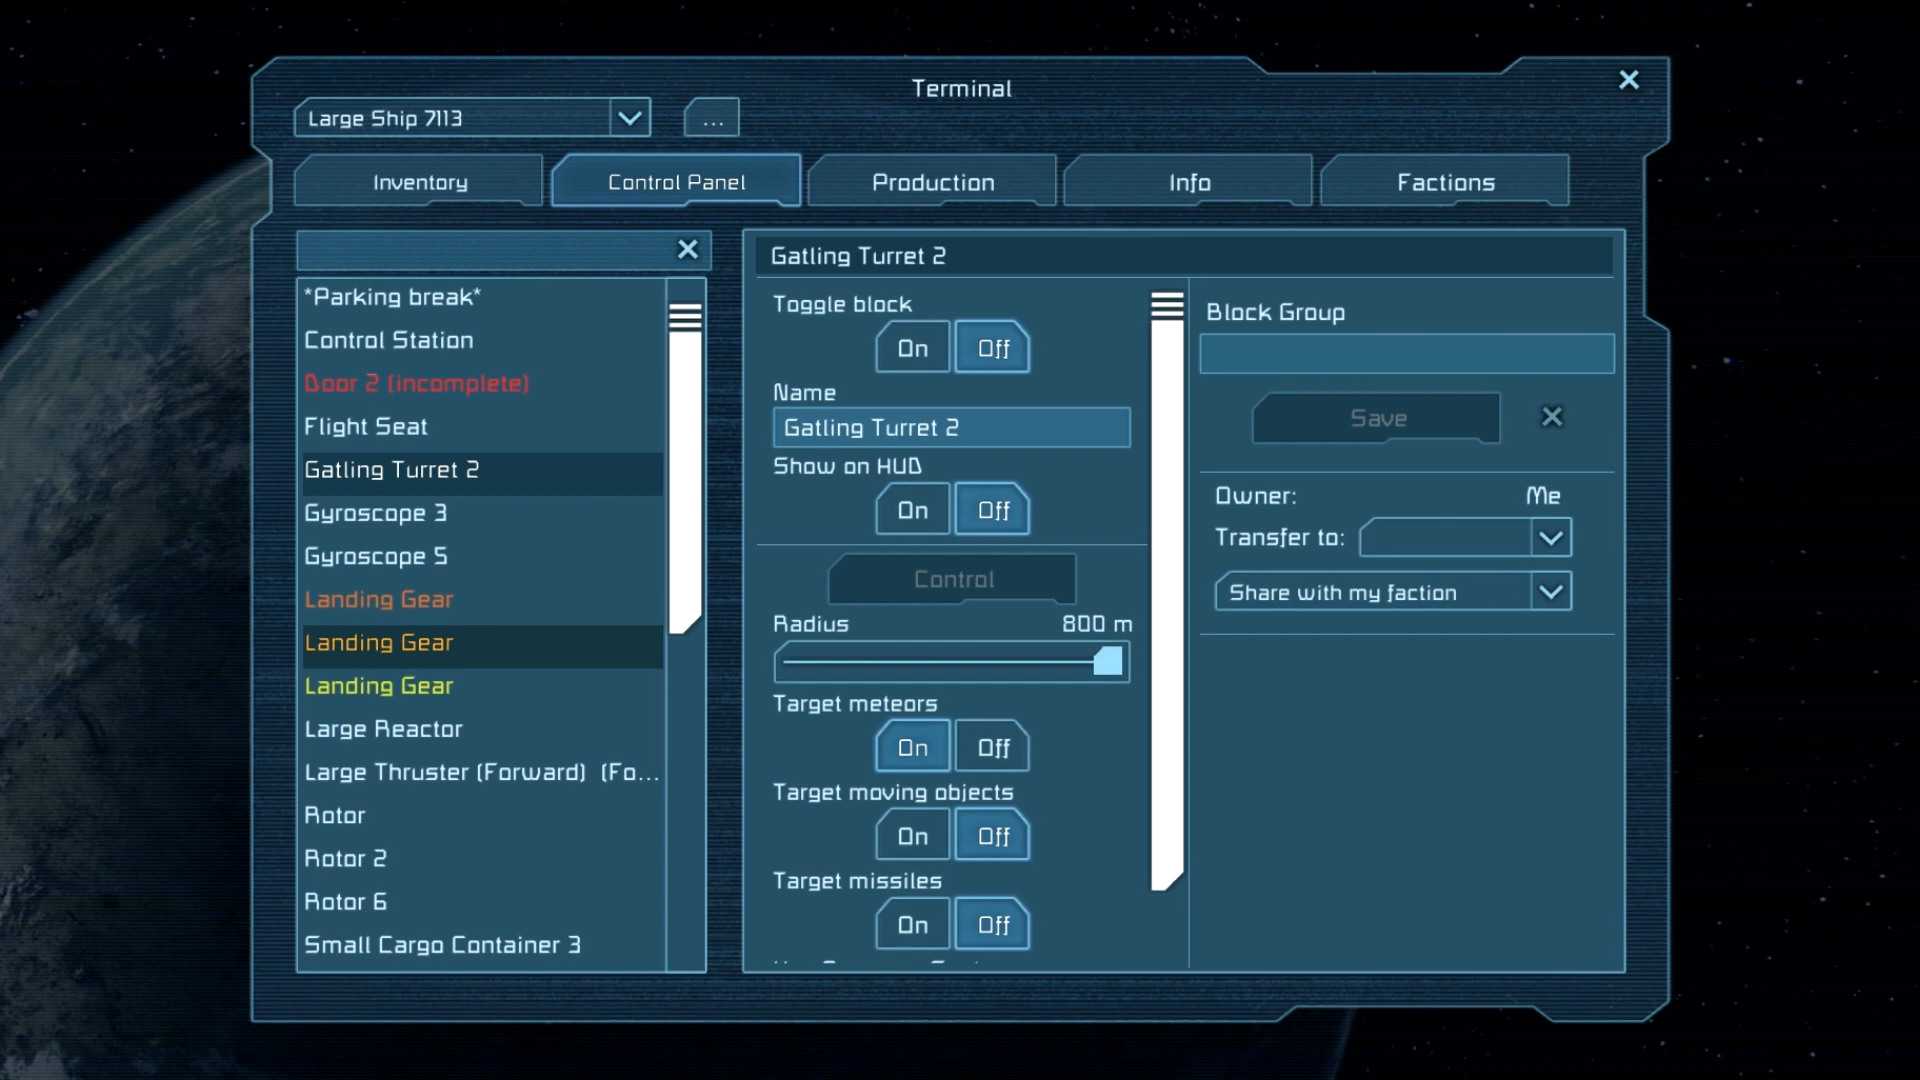 Terminal
Large Ship 7113
...
Inventory
Control Panel
Production
Info
Factions
*Parking break*
Control Station
Door 2 (incomplete)
Flight Seat
Gatling Turret 2
Gyroscope 3
Gyroscope 5
Landing Gear
Landing Gear
Landing Gear
Large Reactor
Large Thruster (Forward) (Fo...
Rotor
Rotor 2
Rotor 6
Small Cargo Container 3
Gatling Turret 2
Toggle block
On Off
Name
Gatling Turret 2
Show on HUD
On Off
Control
Radius 800 m
Target meteors
On Off
Target moving objects
On Off
Target missiles
On Off
Block Group
Save
Owner: Me
Transfer to:
Share with my faction